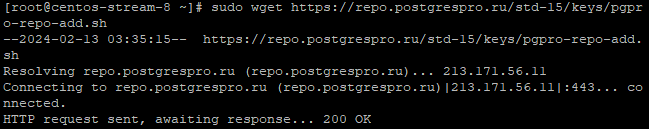 [root@centos-stream-8 ~]# sudo wget https://repo.postgrespro.ru/std-15/keys/pgp
ro-repo-add.sh
--2024-02-13 03:35:15--  https://repo.postgrespro.ru/std-15/keys/pgpro-repo-add.
sh
Resolving repo.postgrespro.ru (repo.postgrespro.ru)... 213.171.56.11
Connecting to repo.postgrespro.ru (repo.postgrespro.ru)|213.171.56.11|:443... co
nnected.
HTTP request sent, awaiting response... 200 OK